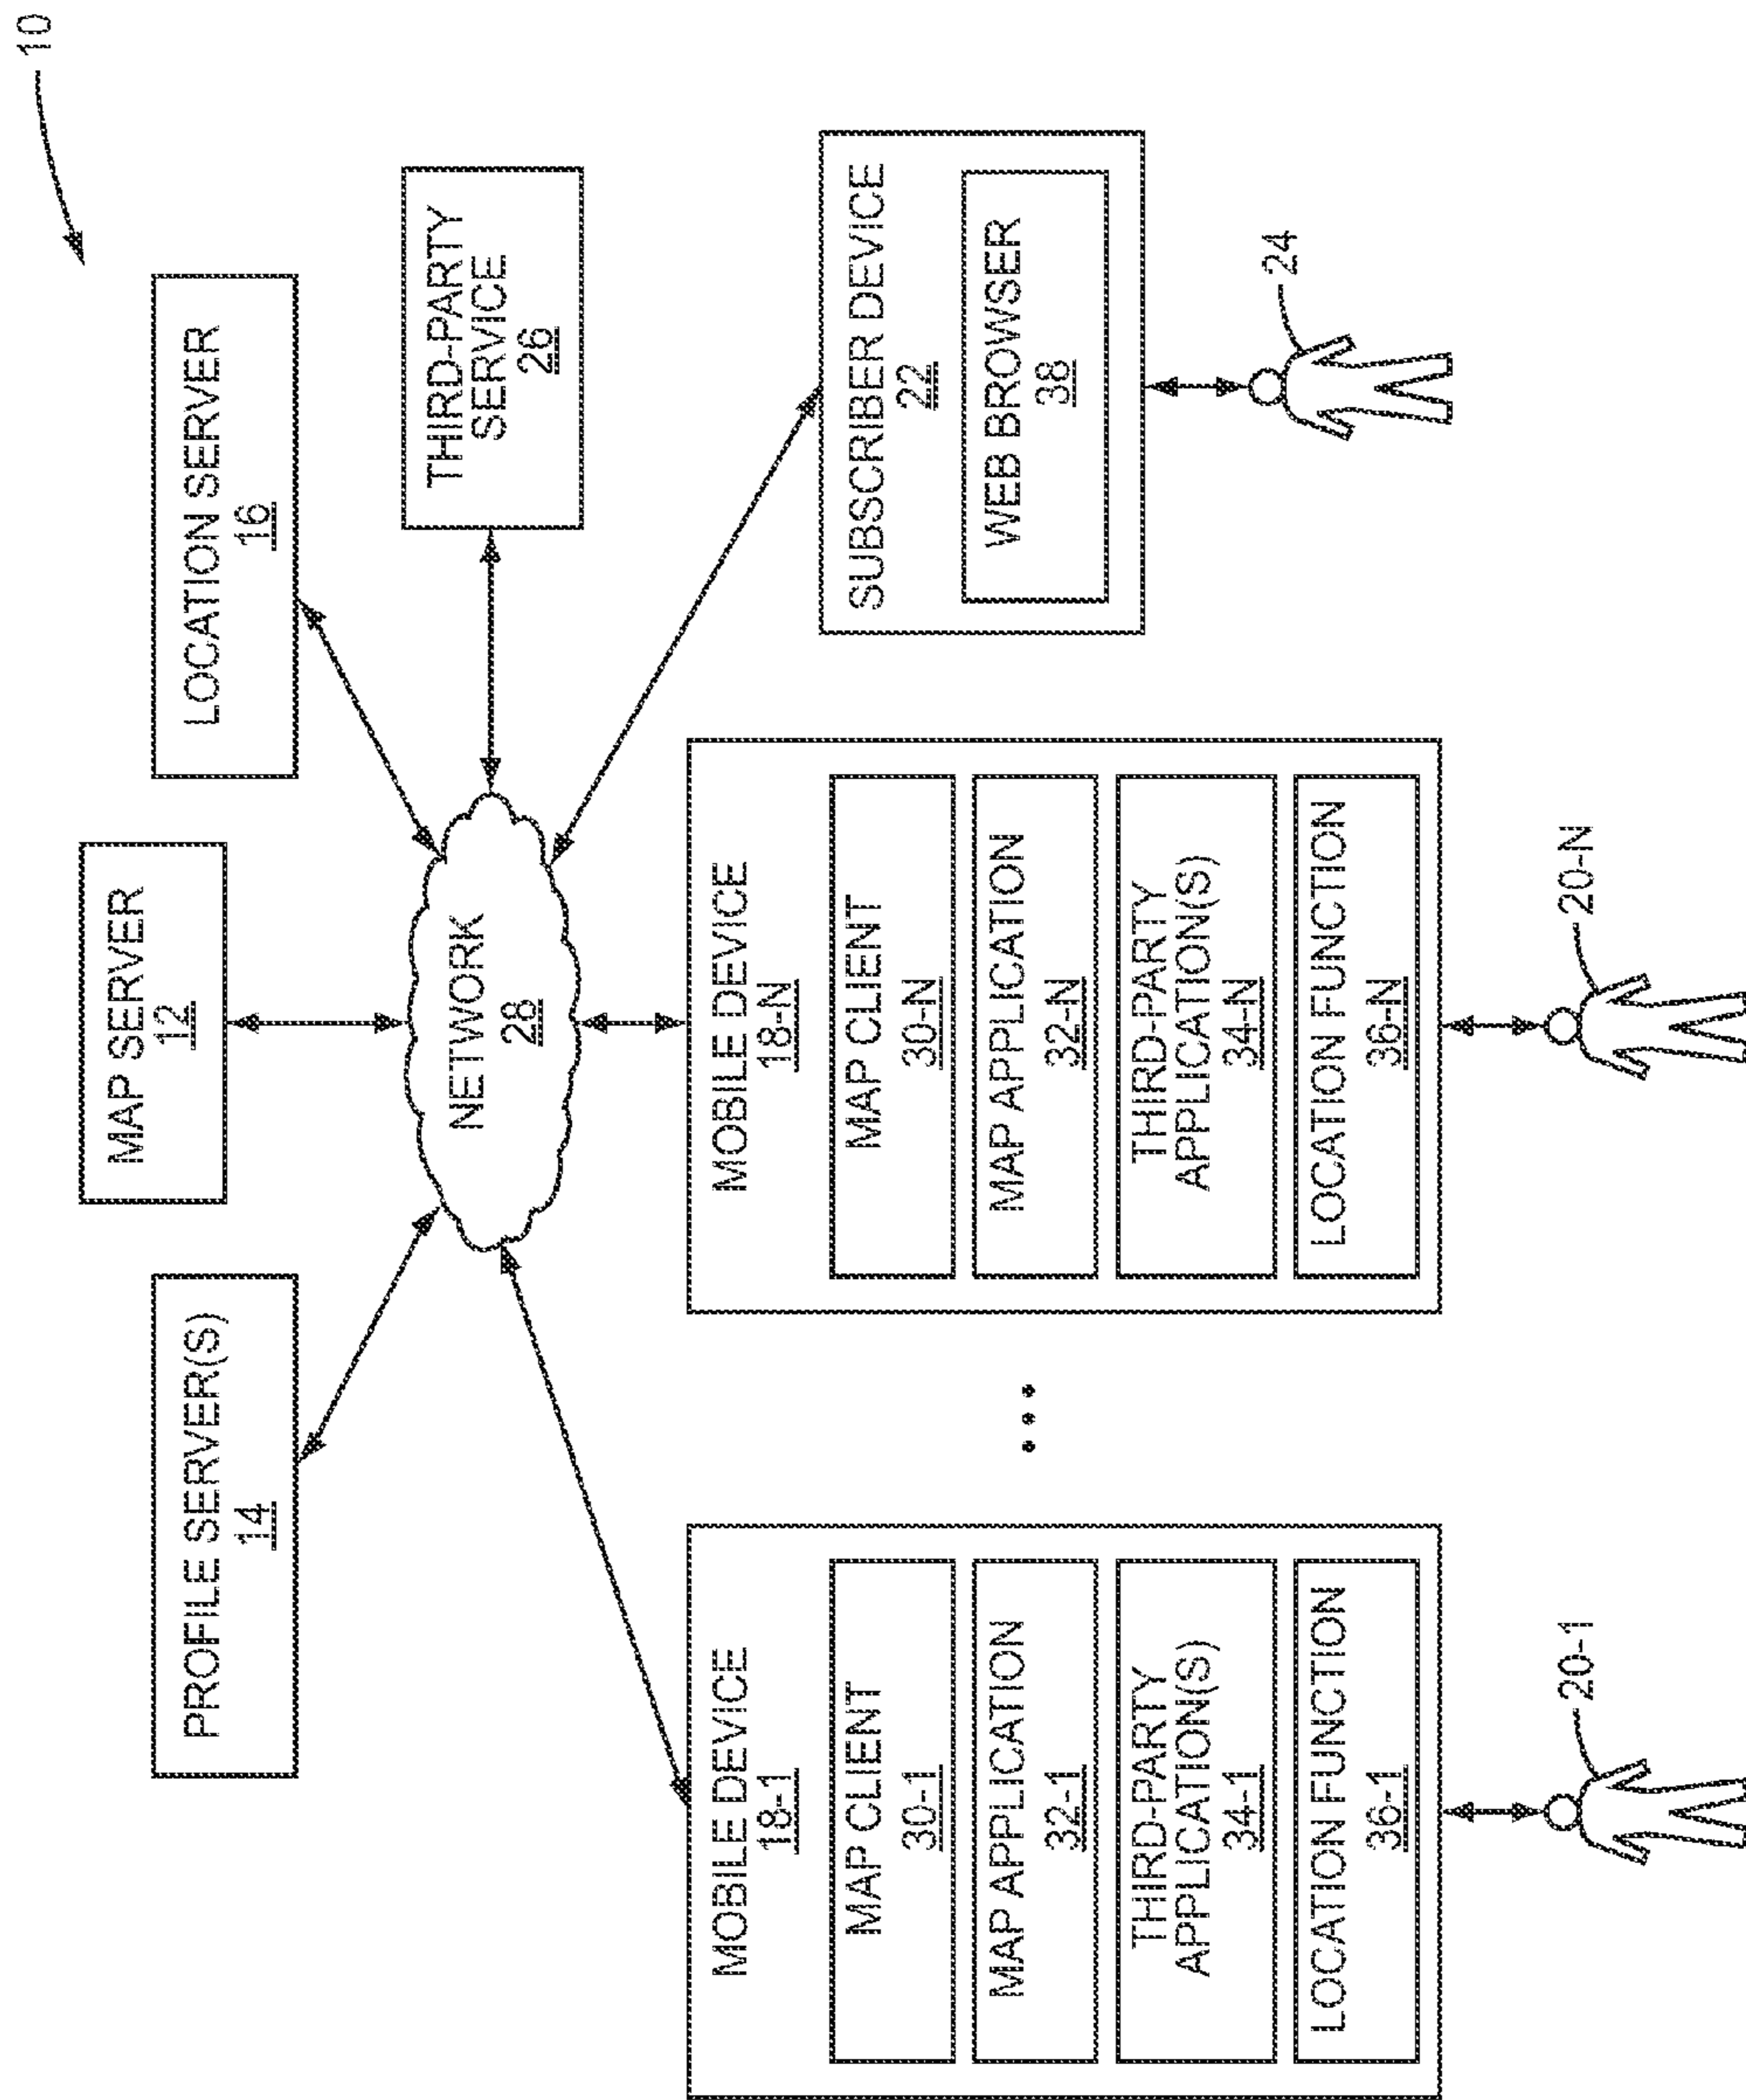 10
MAP SERVER
12
PROFILE SERVER(S)
14
LOCATION SERVER
16
THIRD-PARTY
SERVICE
26
NETWORK
28
MOBILE DEVICE
18-1
MAP CLIENT
30-1
MAP APPLICATION
32-1
THIRD-PARTY
APPLICATION(S)
34-1
LOCATION FUNCTION
36-1
20-1
MOBILE DEVICE
18-N
MAP CLIENT
30-N
MAP APPLICATION
32-N
THIRD-PARTY
APPLICATION(S)
34-N
LOCATION FUNCTION
36-N
20-N
SUBSCRIBER DEVICE
22
WEB BROWSER
38
24